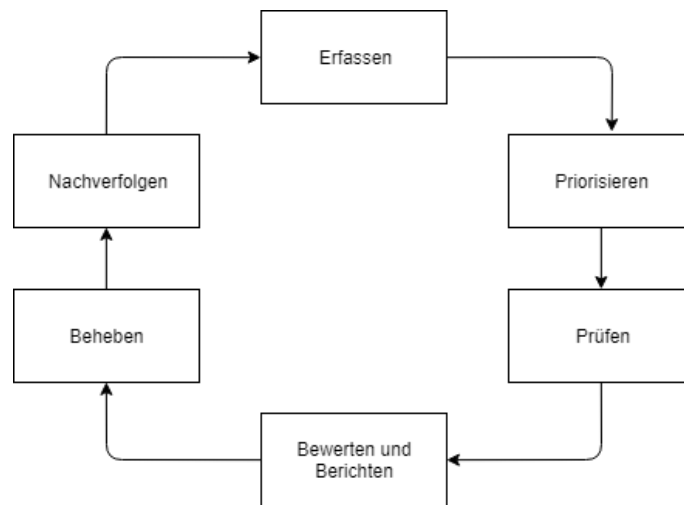 Erfassen
Priorisieren
Prüfen
Bewerten und
Berichten
Beheben
Nachverfolgen